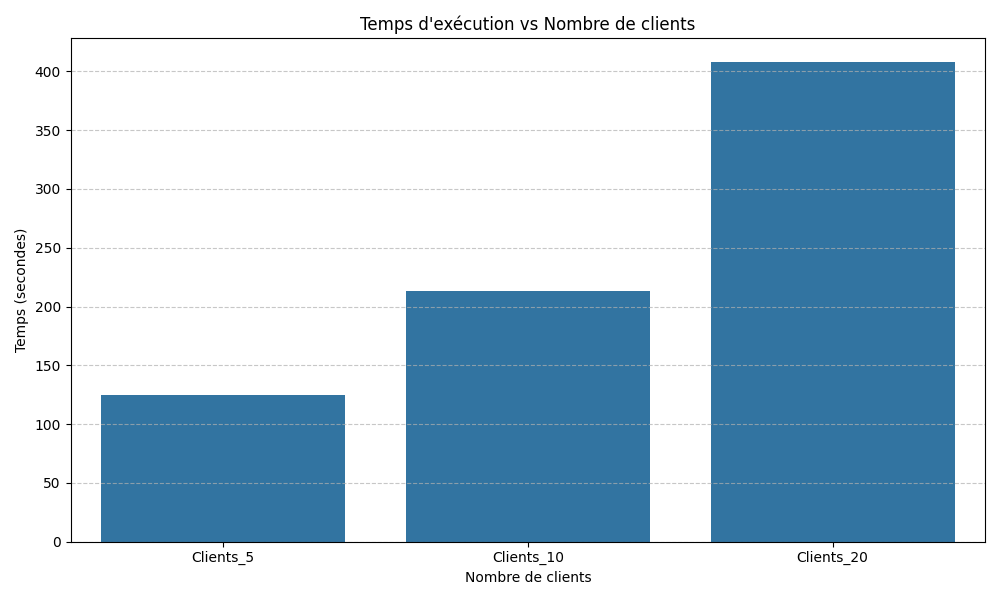 Temps d'exécution vs Nombre de clients
Temps (secondes)
400
350
300
250
200
150
100
50
0
Clients_5
Clients_10
Clients_20
Nombre de clients